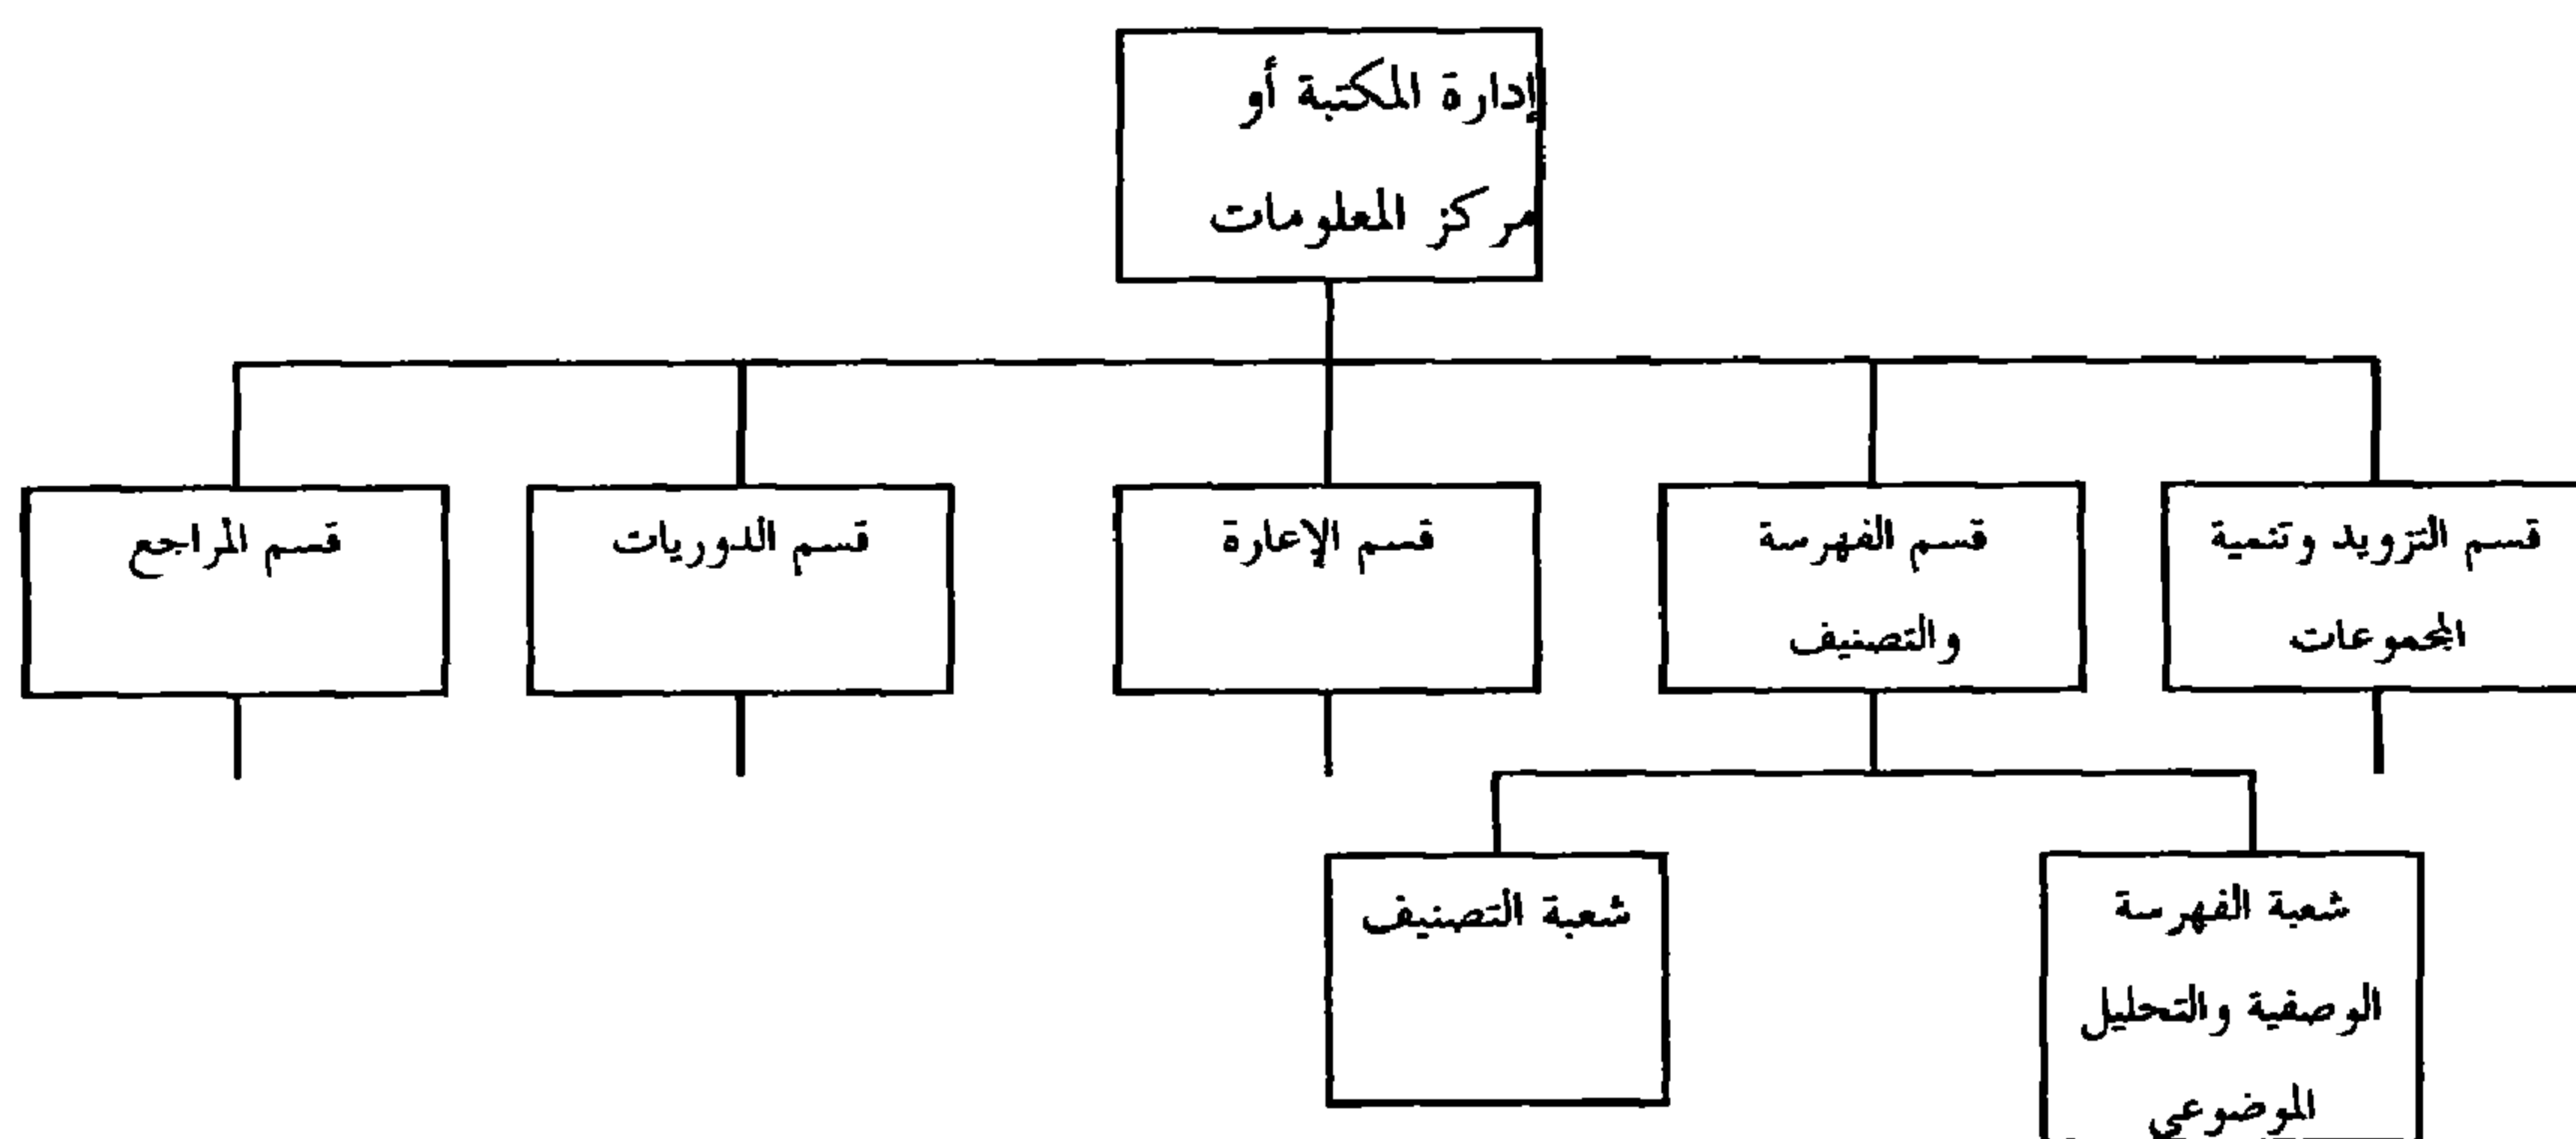 إدارة المكتبة أو
مركز المعلومات
قسم التزويد وتنمية
المجموعات
قسم الفهرسة
والتصنيف
قسم الإعارة
قسم الدوريات
قسم المراجع
شعبة الفهرسة
الوصفية والتحليل
الموضوعي
شعبة التصنيف